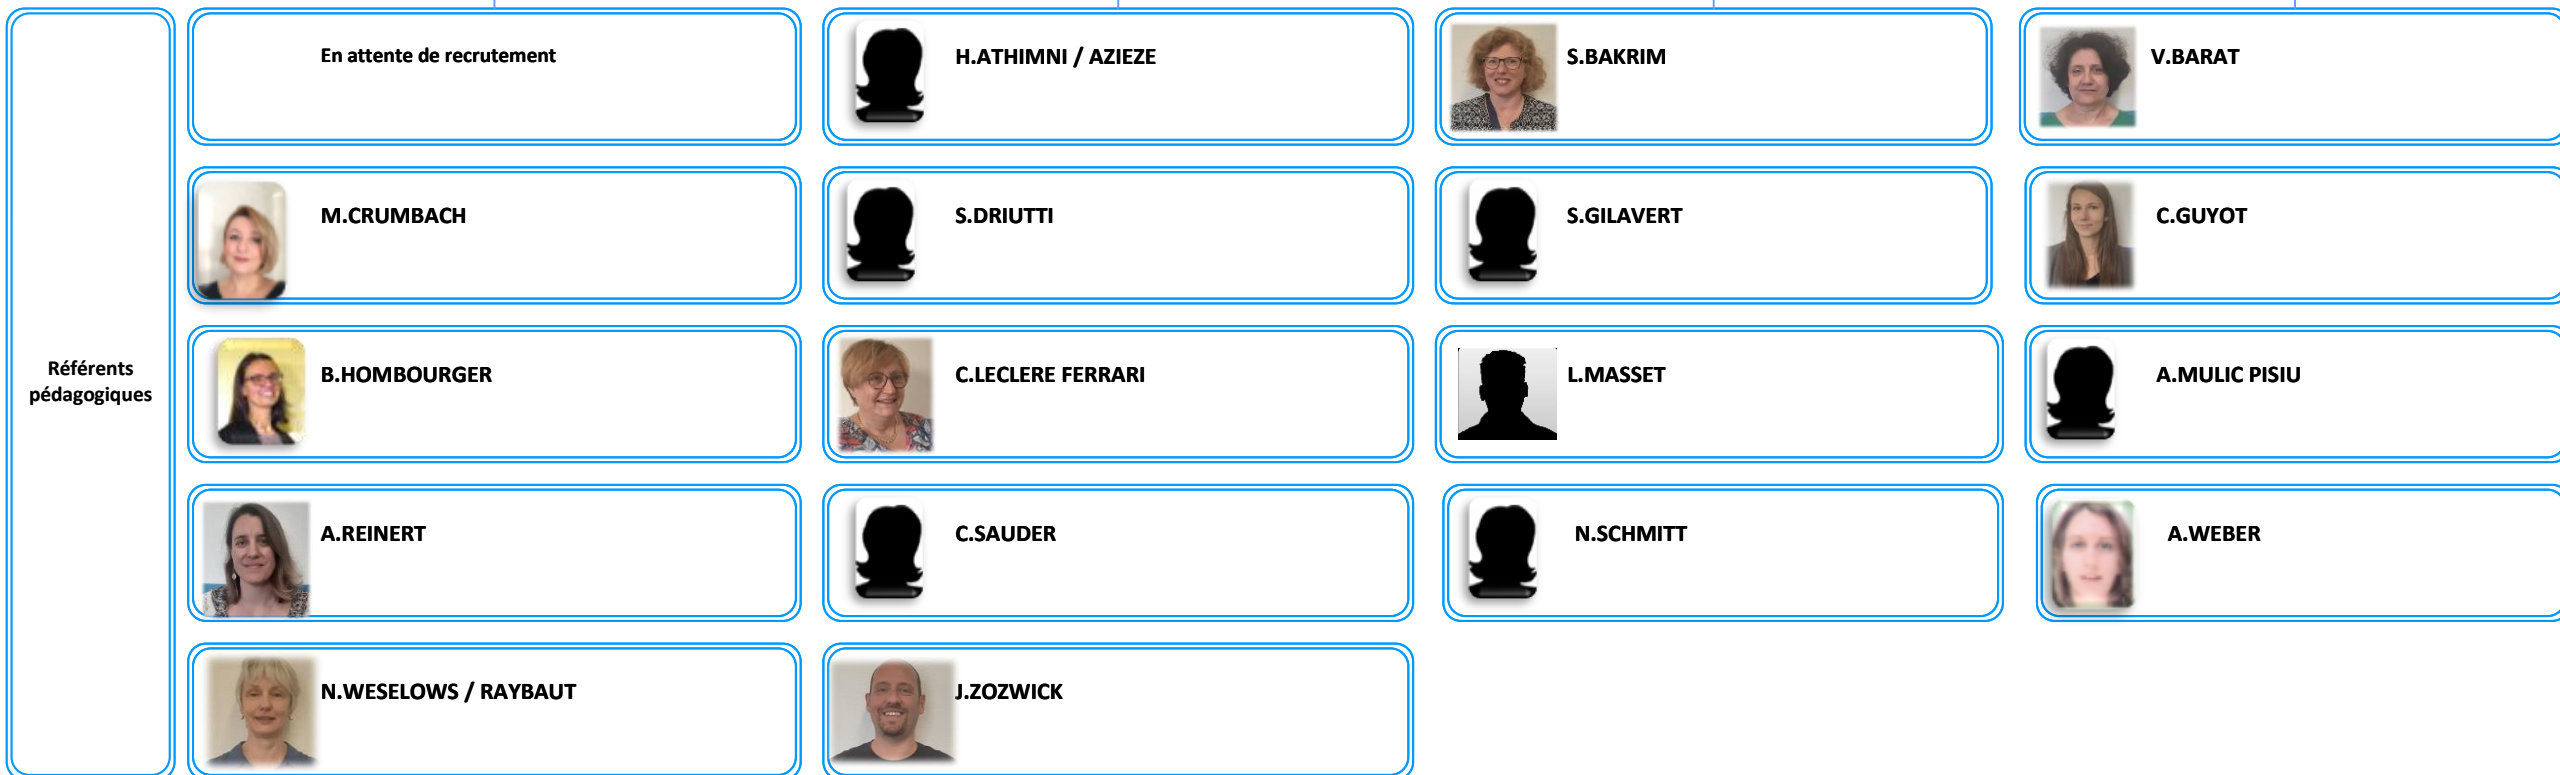 Référents
pédagogiques
En attente de recrutement
H.ATHIMNI / AZIEZE
S.BAKRIM
V.BARAT
M.CRUMBACH
S.DRIUTTI
S.GILAVERT
C.GUYOT
B.HOMBOURGER
C.LECLERE FERRARI
L.MASSET
A.MULIC PISIU
A.REINERT
C.SAUDER
N.SCHMITT
A.WEBER
N.WESELOWS / RAYBAUT
J.ZOZWICK